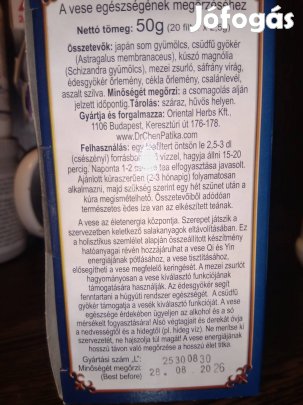 Jofogás
A vese egészségének megőrzéséhez
Nettó tömeg: 50g (20 filter x 2,5g)
Összetevők: japán som gyümölcs, csüdfű gyökér
(Astragalus membranaceus), kúszó magnólia
(Schizandra gyümölcs), mezei zsurló, sáfrány virág,
édesgyökér őrlemény, cékla őrlemény, csalánlevél,
aszalt szilva. Minőségét megőrzi: a csomagolás alján
jelzett időpontig. Tárolás: száraz, hűvös helyen.
Gyártja és forgalmazza: Oriental Herbs Kft.,
1106 Budapest, Keresztúri út 176-178.
www.DrChenPatika.com
Felhasználás: egy teafiltert öntsön le 2,5-3 dl
(csészényi) forrásban vízzel, hagyja állni 15-20
percig. Naponta 1-2 tea elfogyasztása javasolt.
Ajánlott kúraszerűen (2-3 hónapig) folyamatosan
alkalmazni, majd szükség szerint egy hét szünet után a
kúra megismételhető. Összetevőiből adódóan
természetes édes íze van az elkészített teának.
A vese az életenergia központja. Szerepet játszik a
szervezetben keletkező salakanyagok eltávolításában. Ez
a holisztikus szemlélet alapján összeállított készítmény
hatóanyagai révén hozzájárulhat a vese Qi és Yin
energiájának pótlásához, a vese tisztításához,
elősegítheti a vese megfelelő keringését. A mezei zsurlót
hagyományosan a vese kiválasztó funkciójának
támogatására használják. Az édesgyökér segít
fenntartani a húgyúti rendszer egészségét. A csüdfű
gyökér támogatja a vesék kiválasztó funkcióját. A vese
egészsége érdekében ügyeljen az alkohol és a só
mérsékelt fogyasztására! Alsó végtagjait és derekát óvja
a nedvességtől és a hidegtől (pl. hideg víz). Ne merítse ki
szervezetét, ne hajszolja túl magát! A vese energiájának
hosszú távon való megőrzése a hosszú élet titka.
Gyártási szám „L”: 2530830
Minőségét megőrzi: 28. 08. 2026
(Best before)